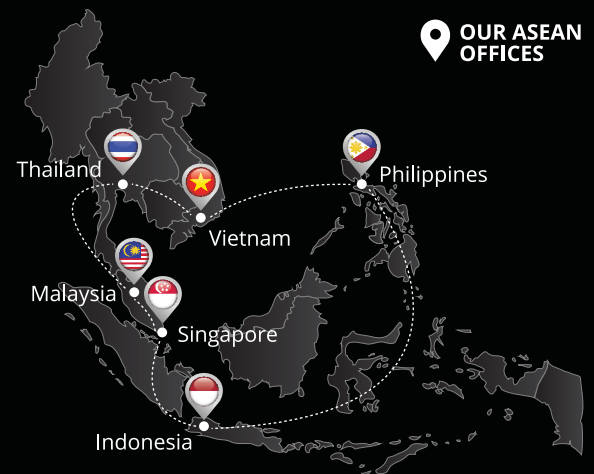 OUR ASEAN
OFFICES
Thailand
Philippines
Vietnam
Malaysia
Singapore
Indonesia